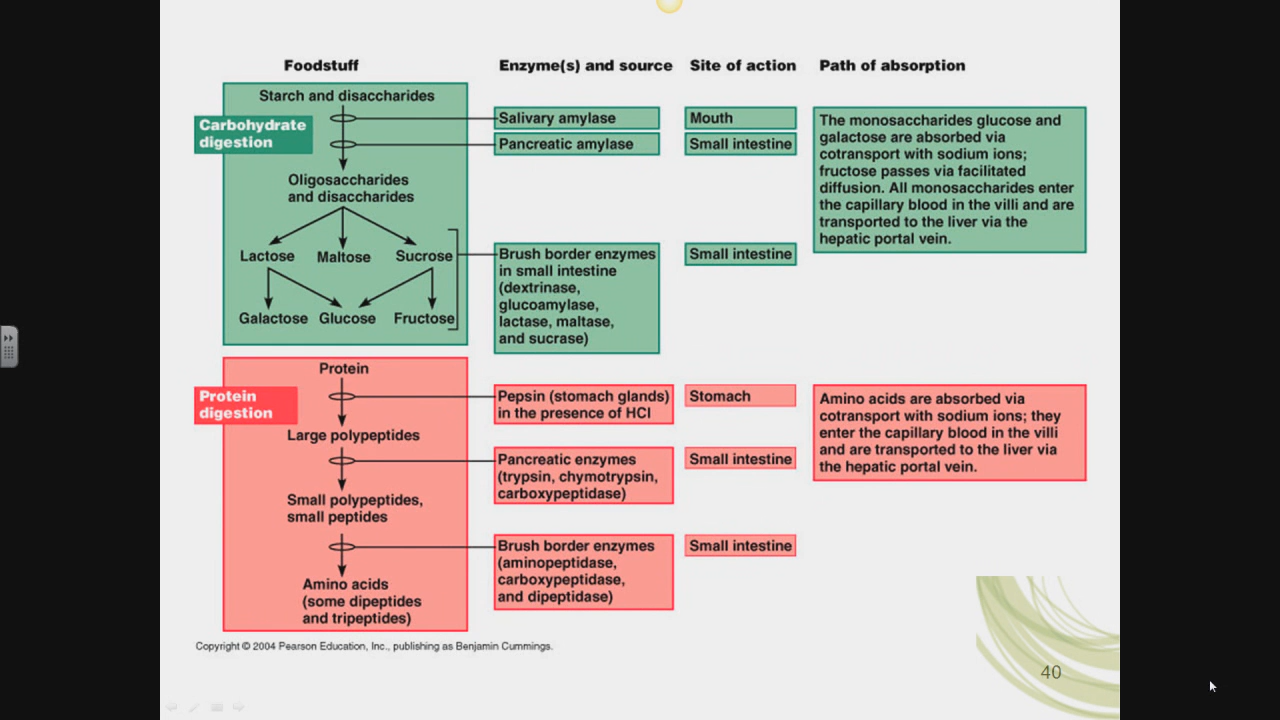 Foodstuff
Enzyme(s) and source
Site of action
Path of absorption
Carbohydrate
digestion
Starch and disaccharides
Oligosaccharides
and disaccharides
Lactose
Maltose
Sucrose
Galactose
Glucose
Fructose
Salivary amylase
Mouth
Pancreatic amylase
Small intestine
Brush border enzymes
in small intestine
(dextrinase,
glucoamylase,
lactase, maltase,
and sucrase)
Small intestine
The monosaccharides glucose and
galactose are absorbed via
cotransport with sodium ions;
fructose passes via facilitated
diffusion. All monosaccharides enter
the capillary blood in the villi and are
transported to the liver via the
hepatic portal vein.
Protein
digestion
Protein
Large polypeptides
Small polypeptides,
small peptides
Amino acids
(some dipeptides
and tripeptides)
Pepsin (stomach glands)
in the presence of HCl
Stomach
Pancreatic enzymes
(trypsin, chymotrypsin,
carboxypeptidase)
Small intestine
Brush border enzymes
(aminopeptidase,
carboxypeptidase,
and dipeptidase)
Small intestine
Amino acids are absorbed via
cotransport with sodium ions; they
enter the capillary blood in the villi
and are transported to the liver via
the hepatic portal vein.
Copyright © 2004 Pearson Education, Inc., publishing as Benjamin Cummings.
40